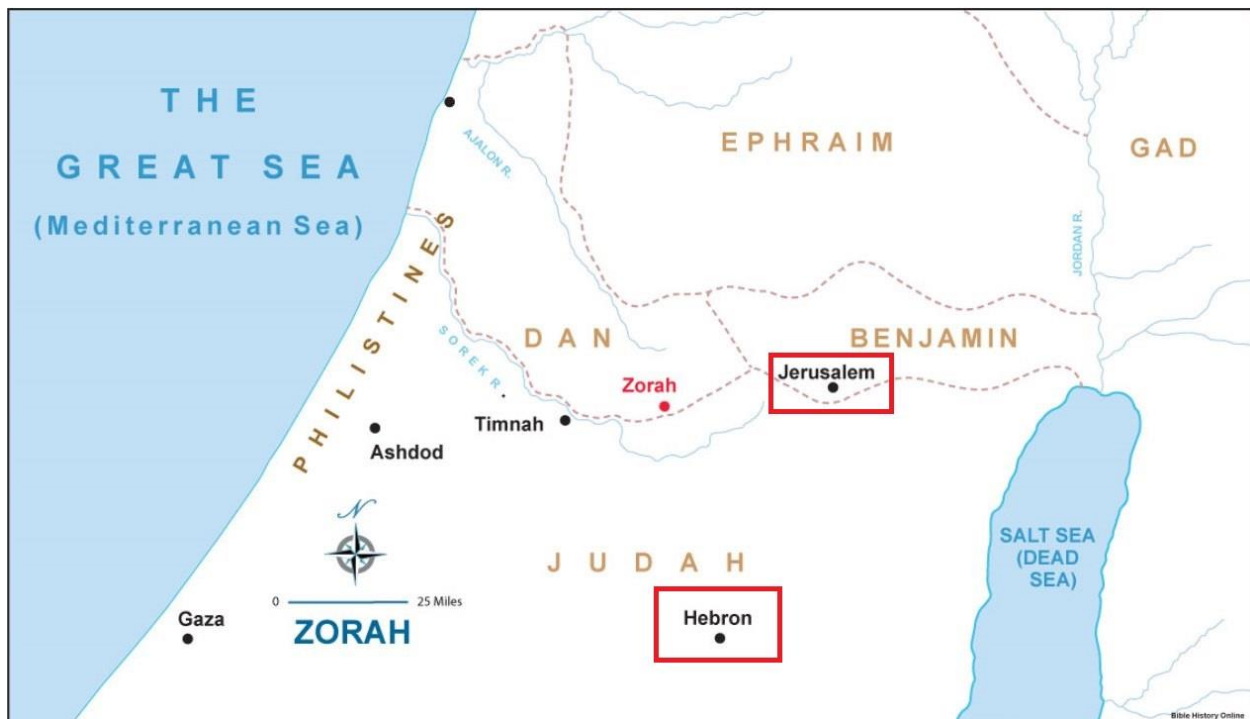 THE
GREAT SEA
(Mediterranean Sea)
AJALON R.
EPHRAIM
GAD
JORDAN R.
PHILISTINES
SOREK R.
DAN
BENJAMIN
Jerusalem
Zorah
Timnah
Ashdod
N
JUDAH
SALT SEA
(DEAD
SEA)
0 25 Miles
ZORAH
Gaza
Hebron
Bible History Online